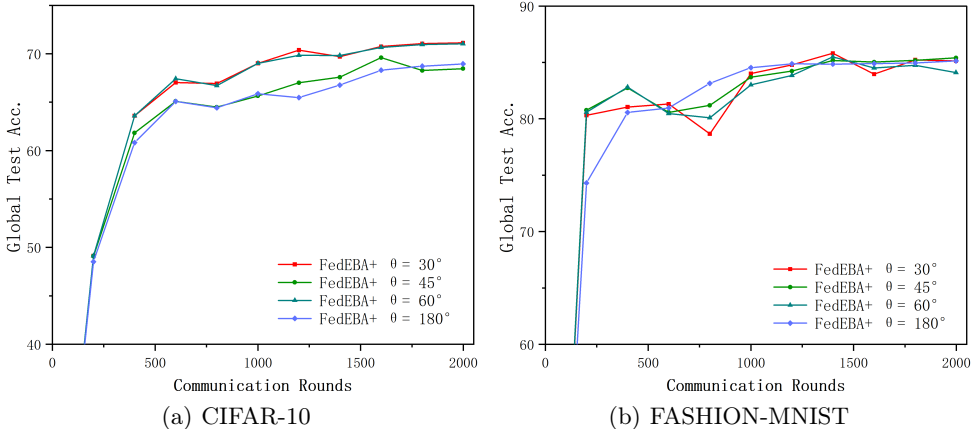 Global Test Acc.
70
60
50
40
0
500
1000
1500
2000
Communication Rounds
FedEBA+ θ = 30°
FedEBA+ θ = 45°
FedEBA+ θ = 60°
FedEBA+ θ = 180°
(a) CIFAR-10
Global Test Acc.
90
80
70
60
0
500
1000
1500
2000
Communication Rounds
FedEBA+ θ = 30°
FedEBA+ θ = 45°
FedEBA+ θ = 60°
FedEBA+ θ = 180°
(b) FASHION-MNIST